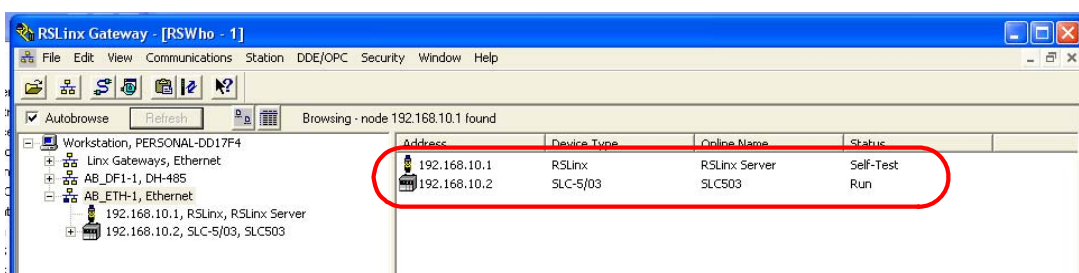 RSLinx Gateway - [RSWho - 1]
File Edit View Communications Station DDE/OPC Security Window Help
Autobrowse Refresh Browsing - node 192.168.10.1 found
Workstation, PERSONAL-DD17F4
Linx Gateways, Ethernet
AB_DF1-1, DH-485
AB_ETH-1, Ethernet
192.168.10.1, RSLinx, RSLinx Server
192.168.10.2, SLC-5/03, SLC503
Address Device Type Online Name Status
192.168.10.1 RSLinx RSLinx Server Self-Test
192.168.10.2 SLC-5/03 SLC503 Run